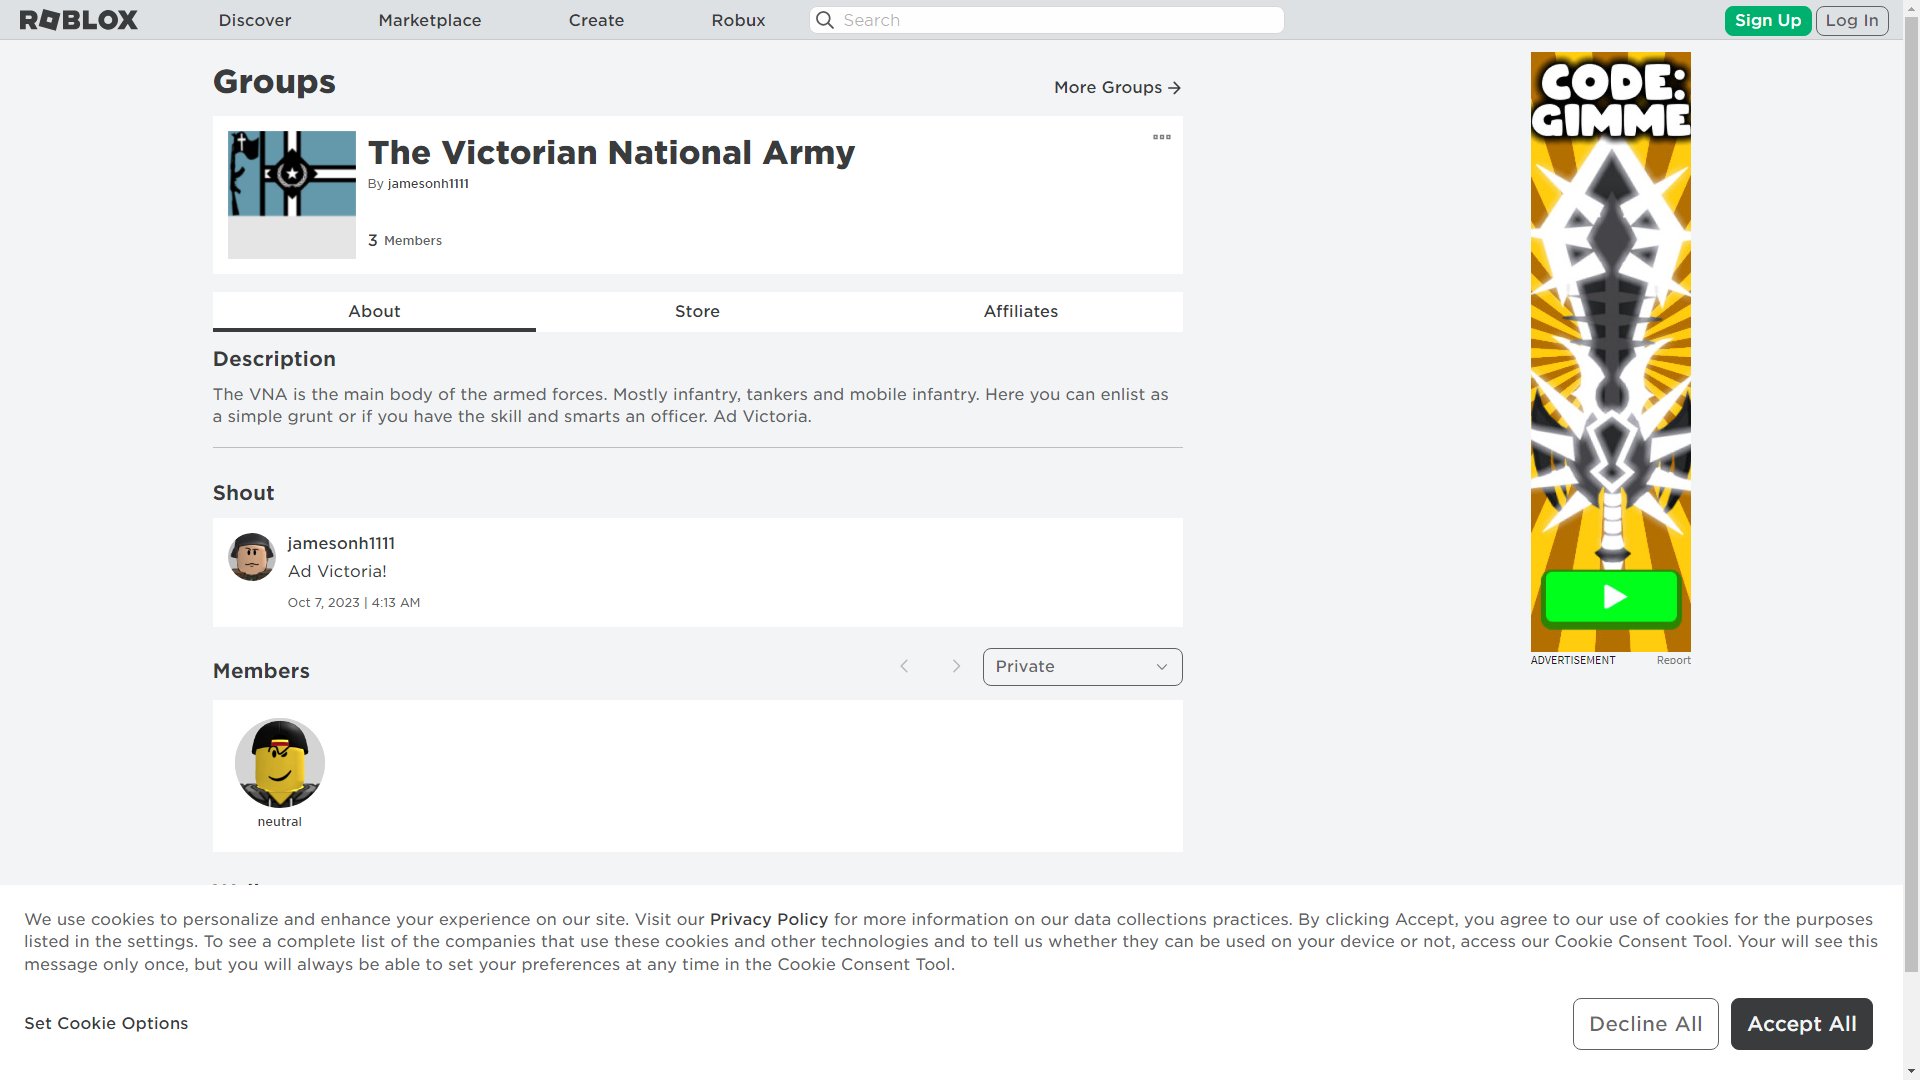 ROBLOX
Discover
Marketplace
Create
Robux
Search
Sign Up
Log In
Groups
More Groups
The Victorian National Army
By jamesonh1111
3 Members
About
Store
Affiliates
Description
The VNA is the main body of the armed forces. Mostly infantry, tankers and mobile infantry. Here you can enlist as
a simple grunt or if you have the skill and smarts an officer. Ad Victoria.
Shout
jamesonh1111
Ad Victoria!
Oct 7, 2023 | 4:13 AM
Members
Private
neutral
CODE:
GIMME
ADVERTISEMENT
Report
We use cookies to personalize and enhance your experience on our site. Visit our Privacy Policy for more information on our data collections practices. By clicking Accept, you agree to our use of cookies for the purposes
listed in the settings. To see a complete list of the companies that use these cookies and other technologies and to tell us whether they can be used on your device or not, access our Cookie Consent Tool. Your will see this
message only once, but you will always be able to set your preferences at any time in the Cookie Consent Tool.
Set Cookie Options
Decline All
Accept All